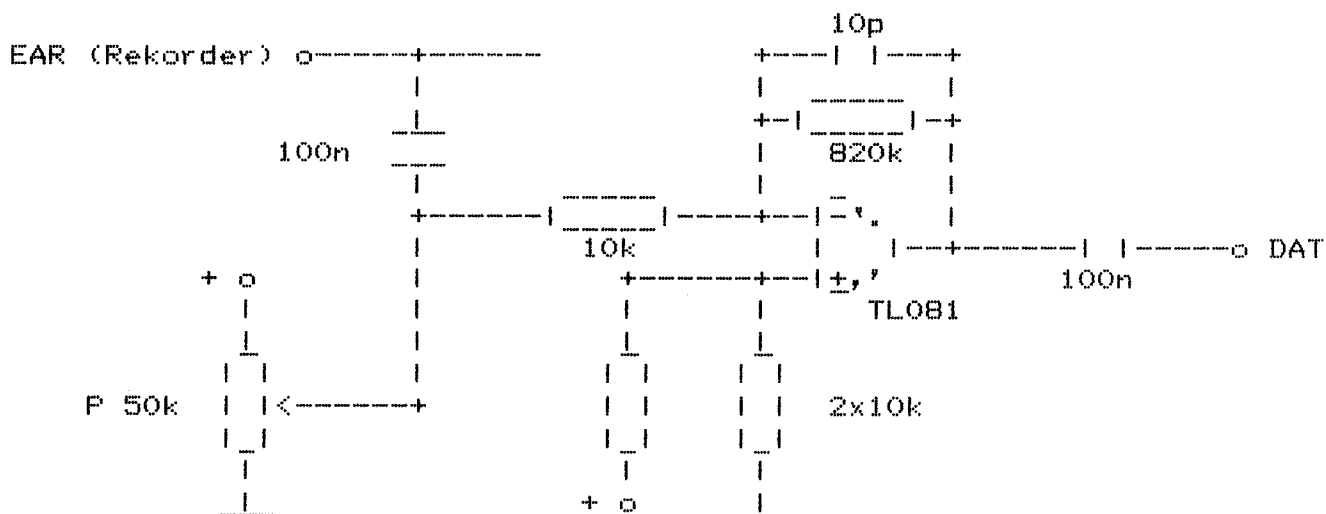 10p
EAR (Rekorder)
820k
100n
10k
DAT
100n
+
TL081
P 50k
2x10k
+